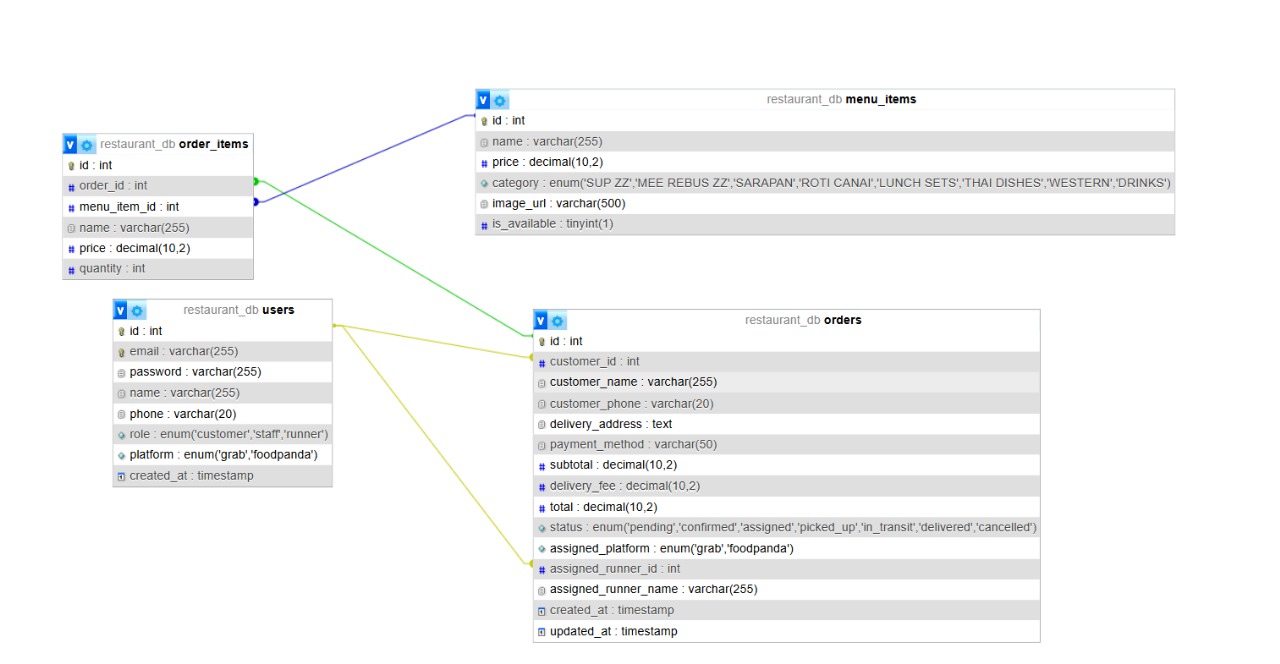 restaurant_db menu_items
id : int
name : varchar(255)
price : decimal(10,2)
category : enum('SUP ZZ','MEE REBUS ZZ','SARAPAN','ROTI CANAI','LUNCH SETS','THAI DISHES','WESTERN','DRINKS')
image_url : varchar(500)
is_available : tinyint(1)
restaurant_db order_items
id : int
order_id : int
menu_item_id : int
name : varchar(255)
price : decimal(10,2)
quantity : int
restaurant_db users
id : int
email : varchar(255)
password : varchar(255)
name : varchar(255)
phone : varchar(20)
role : enum('customer','staff','runner')
platform : enum('grab','foodpanda')
created_at : timestamp
restaurant_db orders
id : int
customer_id : int
customer_name : varchar(255)
customer_phone : varchar(20)
delivery_address : text
payment_method : varchar(50)
subtotal : decimal(10,2)
delivery_fee : decimal(10,2)
total : decimal(10,2)
status : enum('pending','confirmed','assigned','picked_up','in_transit','delivered','cancelled')
assigned_platform : enum('grab','foodpanda')
assigned_runner_id : int
assigned_runner_name : varchar(255)
created_at : timestamp
updated_at : timestamp